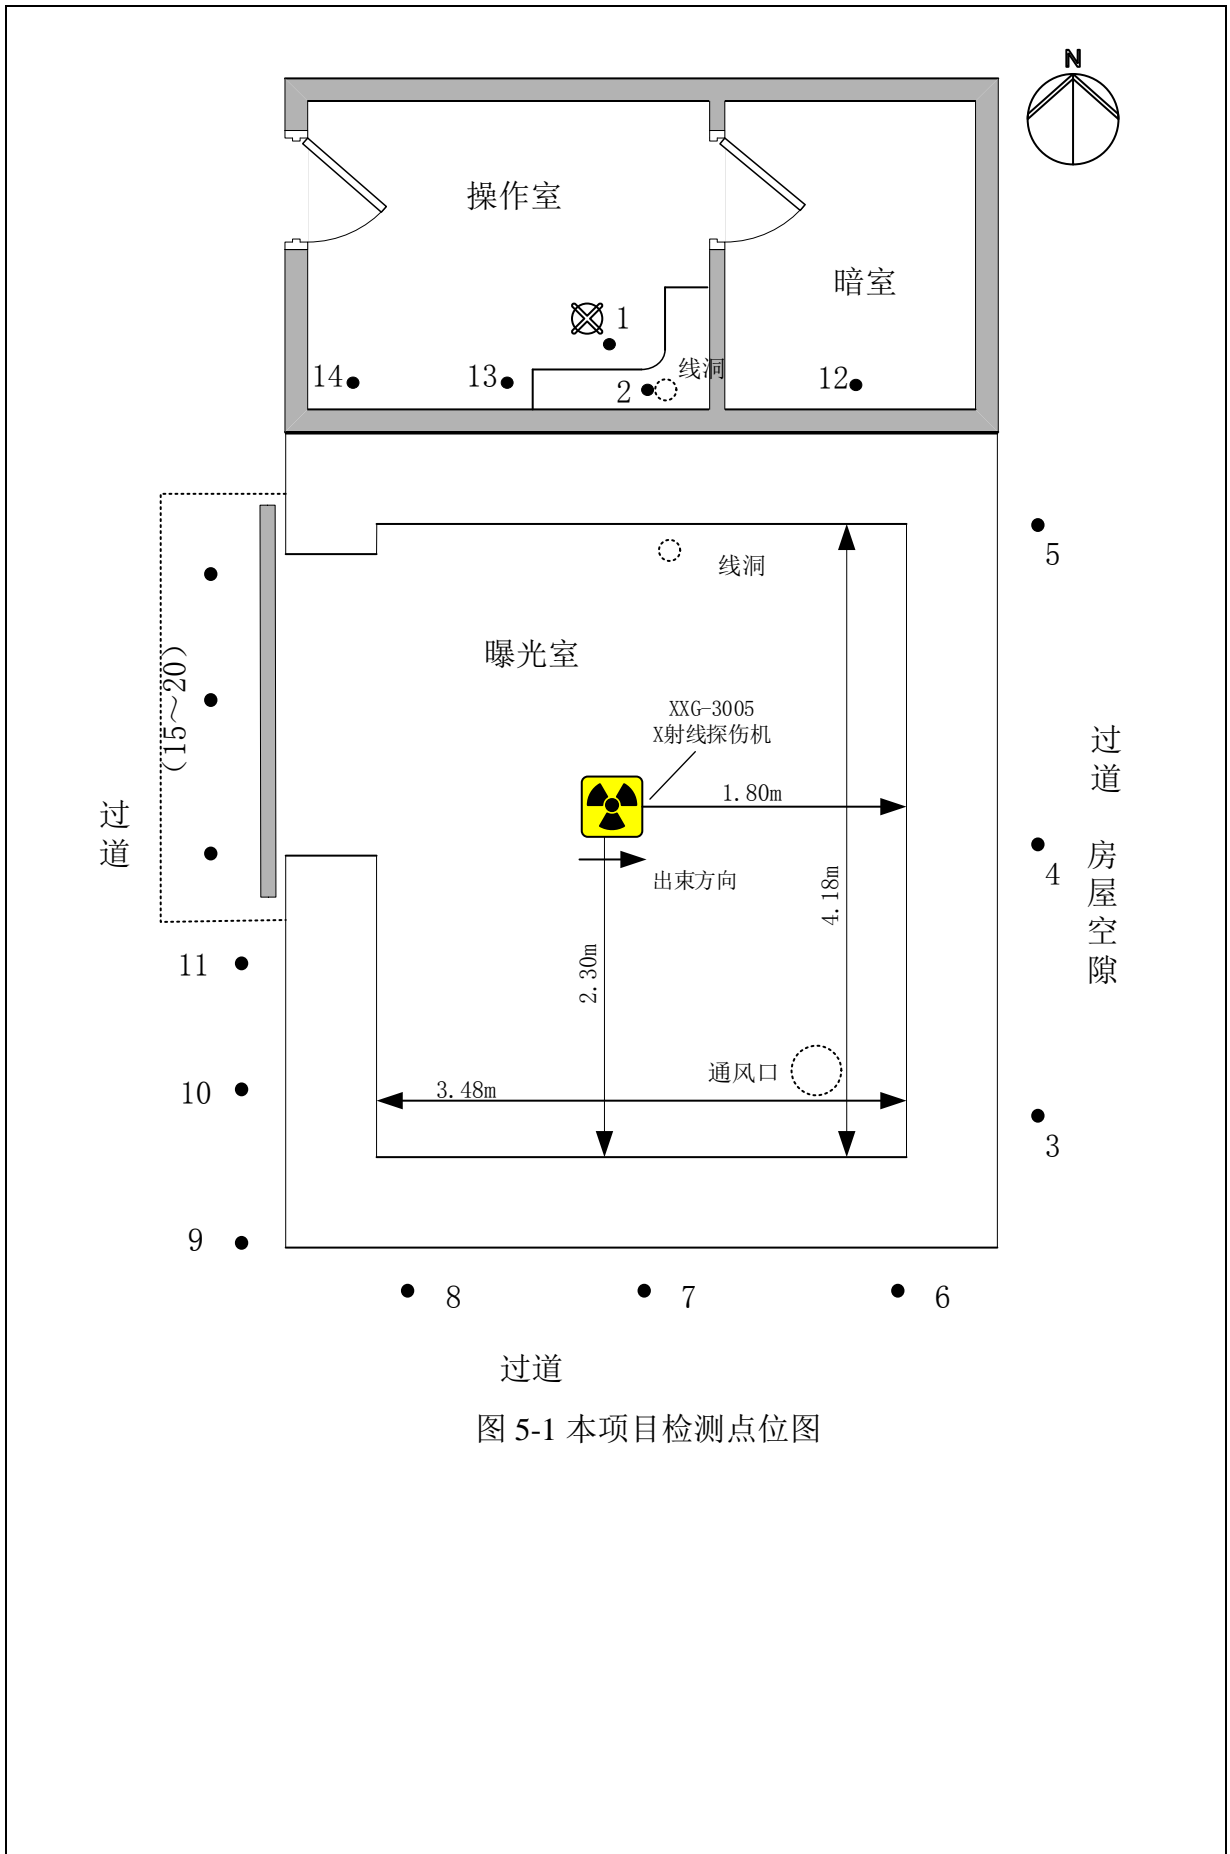 N
操作室
暗室
1
线洞
14
13
2
12
5
线洞
曝光室
(15～20)
XXG-3005
X射线探伤机
过道
1.80m
过道
4
房屋空隙
出束方向
4.18m
11
2.30m
通风口
10
3.48m
3
9
8
7
6
过道
图 5-1 本项目检测点位图